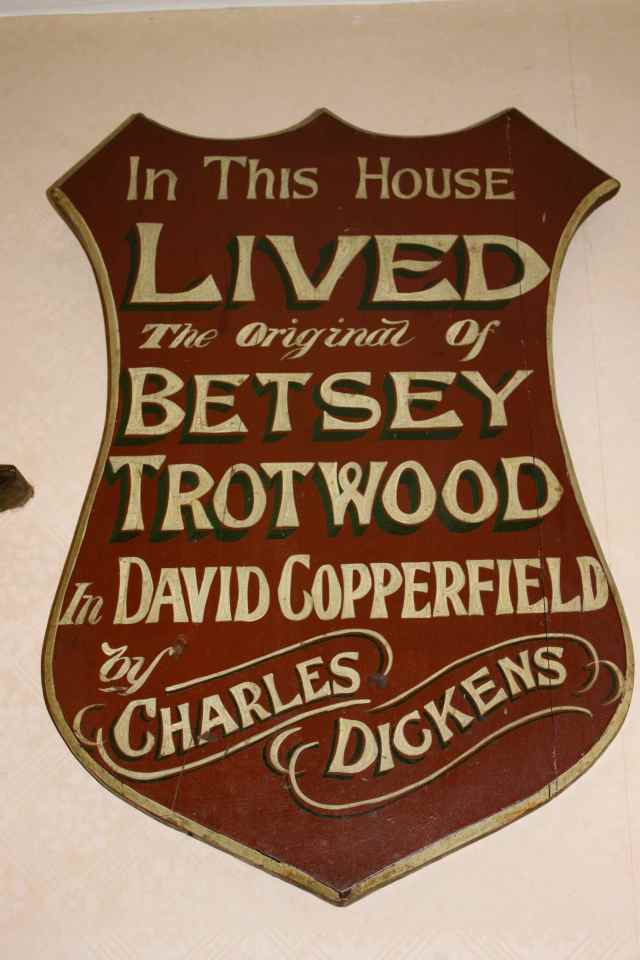 In This House
Lived
The Original Of
Betsey
Trotwood
In David Copperfield
by
Charles
Dickens